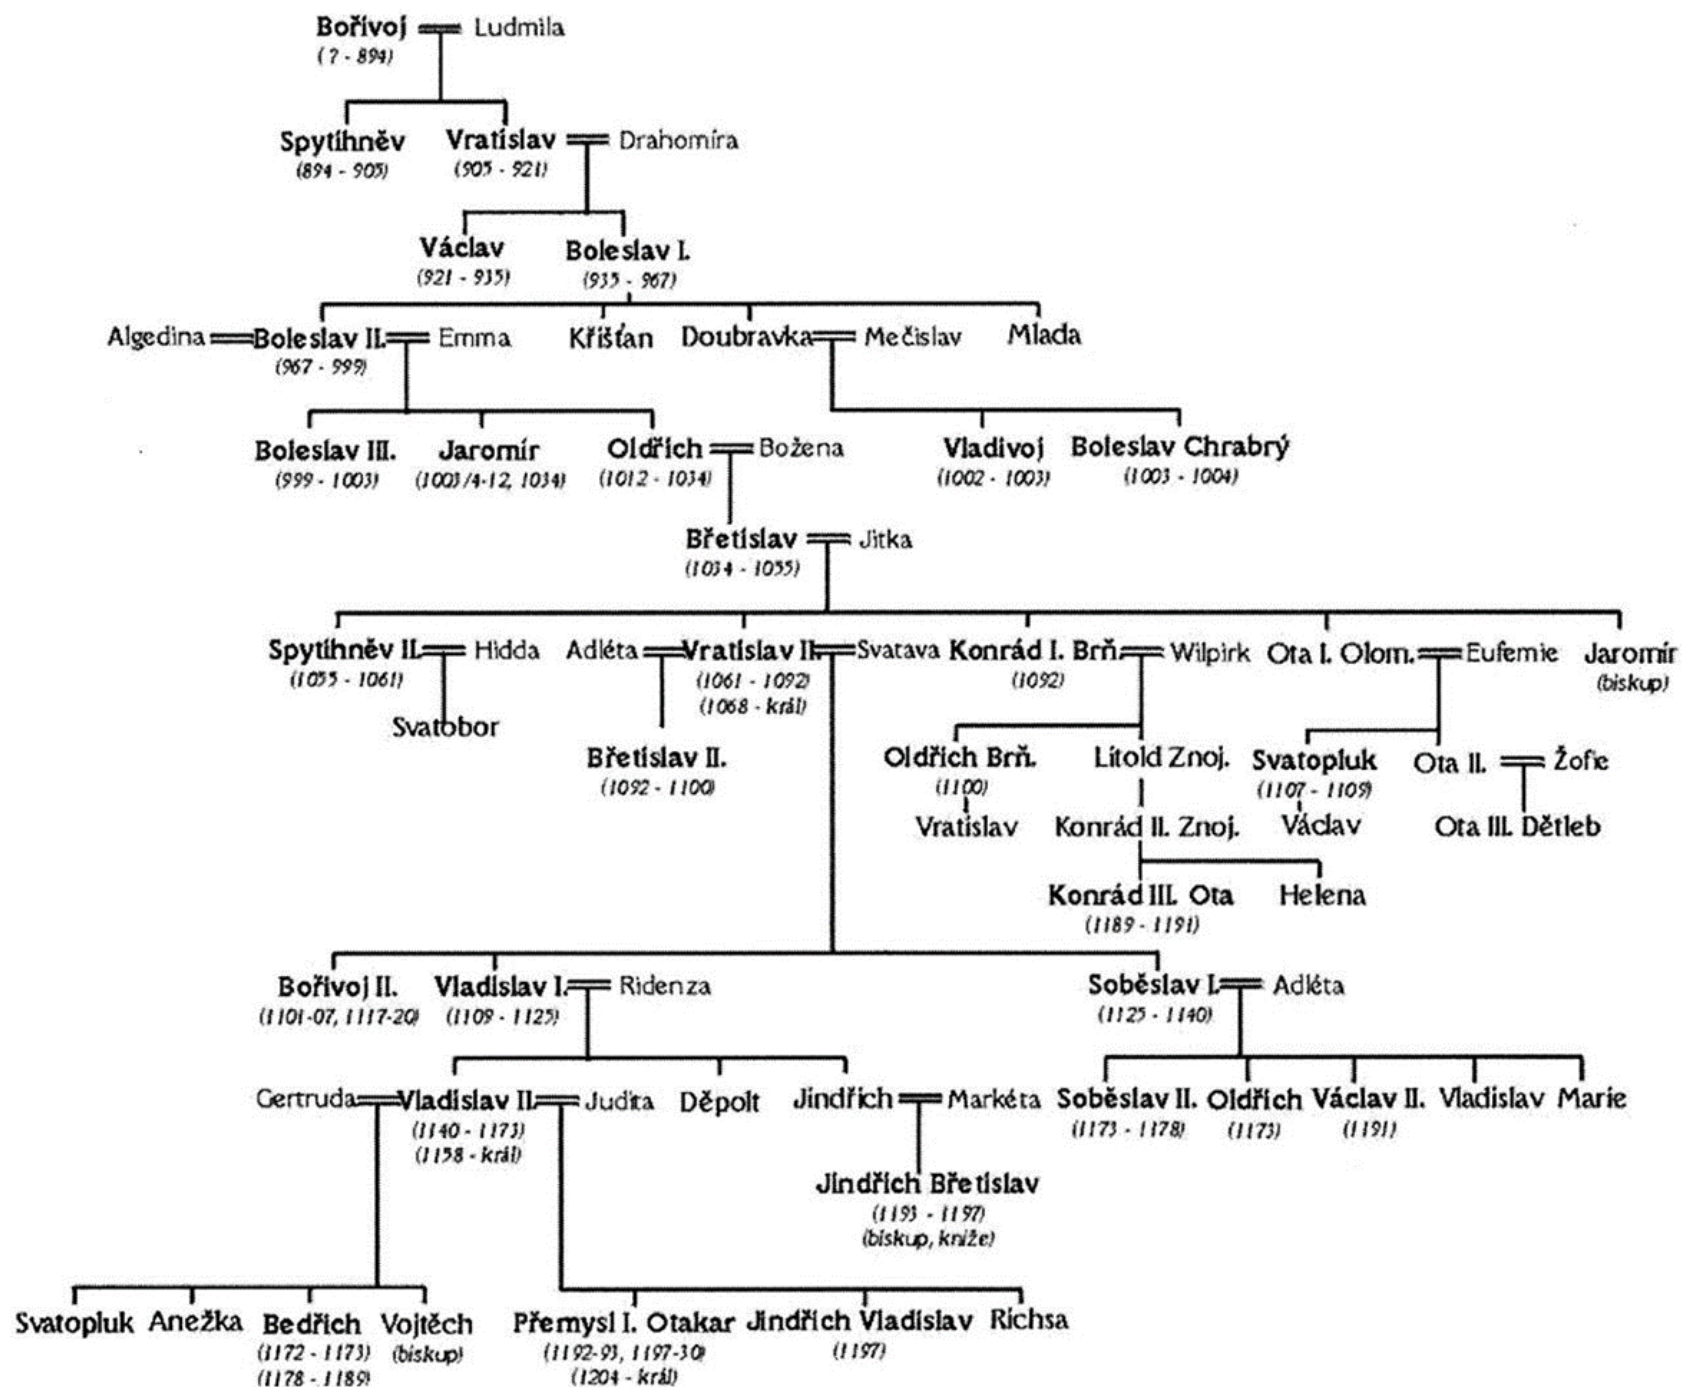 Bořivoj Ludmila
(? - 894)
Spytihněv Vratislav Drahomíra
(894 - 905) (905 - 921)
Václav Boleslav I.
(921 - 935) (935 - 967)
Algedina Boleslav II. Emma Kříšťan Doubravka Mečislav Mlada
(967 - 999)
Boleslav III. Jaromír Oldřich Božena Vladivoj Boleslav Chrabrý
(999 - 1003) (1003/4-12, 1034) (1012 - 1034) (1002 - 1003) (1003 - 1004)
Břetislav Jitka
(1034 - 1055)
Spytihněv II. Hidda Adléta Vratislav II. Svatava Konrád I. Brň. Wilpirk Ota I. Olom. Eufemie Jaromír
(1055 - 1061) (1061 - 1092) (1092) (biskup)
(1068 - král)
Svatobor
Břetislav II. Oldřich Brň. Litold Znoj. Svatopluk Ota II. Žofie
(1092 - 1100) (1100) (1107 - 1109)
Vratislav Konrád II. Znoj. Václav Ota III. Dětleb
Konrád III. Ota Helena
(1189 - 1191)
Bořivoj II. Vladislav I. Ridenza Soběslav I. Adléta
(1101-07, 1117-20) (1109 - 1125) (1125 - 1140)
Gertruda Vladislav II. Judita Děpolt Jindřich Markéta Soběslav II. Oldřich Václav II. Vladislav Marie
(1140 - 1173) (1173 - 1178) (1173) (1191)
(1158 - král)
Jindřich Břetislav
(1193 - 1197)
(biskup, kníže)
Svatopluk Anežka Bedřich Vojtěch Přemysl I. Otakar Jindřich Vladislav Richsa
(1172 - 1173) (biskup) (1192-93, 1197-30) (1197)
(1178 - 1189) (1204 - král)